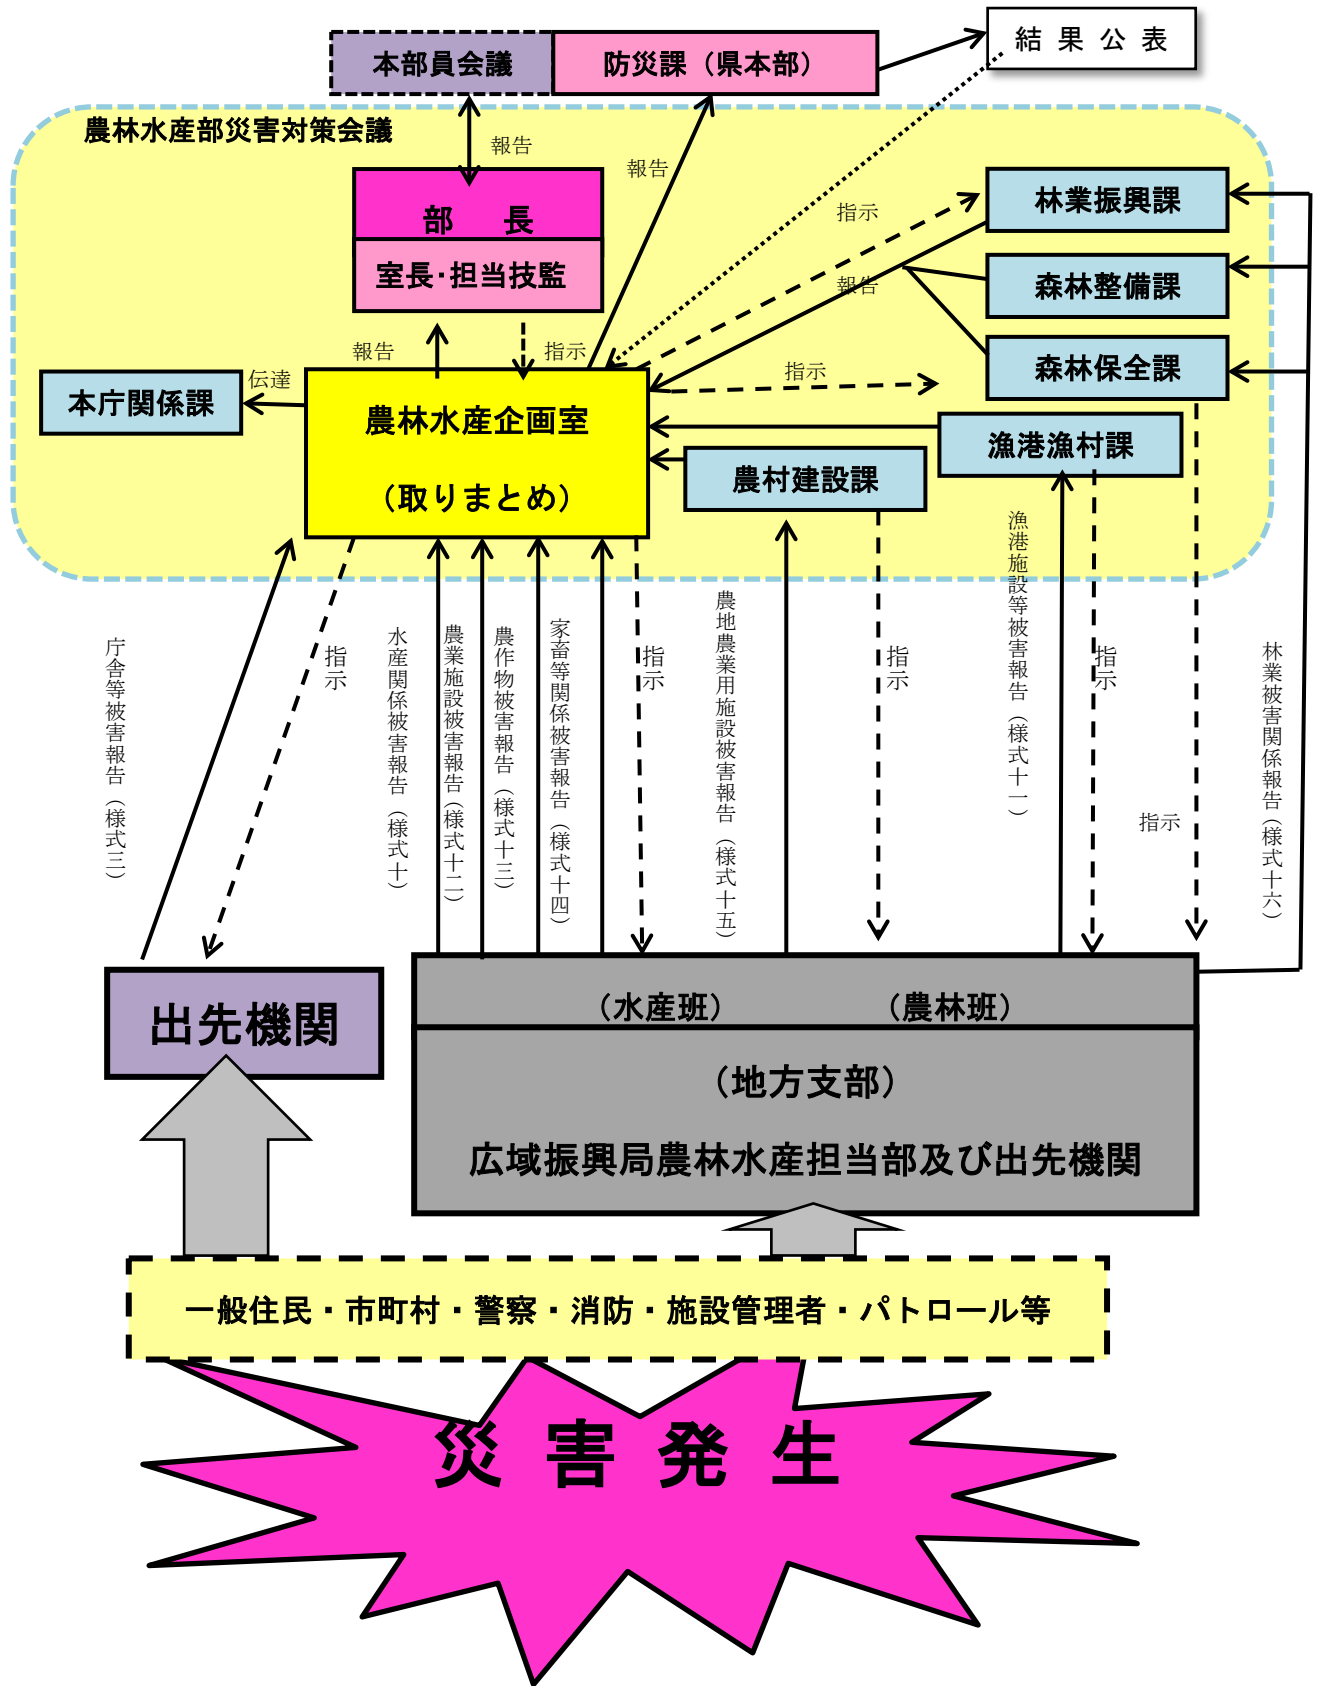 結 果 公 表
本部員会議
防災課（県本部）
農林水産部災害対策会議
報告
報告
部　　長
室長・担当技監
指示
林業振興課
報告
森林整備課
報告
指示
森林保全課
指示
伝達
本庁関係課
農林水産企画室
（取りまとめ）
漁港漁村課
農村建設課
庁舎等被害報告（様式三）
指示
水産関係被害報告（様式十）
農業施設被害報告（様式十二）
農作物被害報告（様式十三）
家畜等関係被害報告（様式十四）
指示
農地農業用施設被害報告（様式十五）
指示
漁港施設等被害報告（様式十一）
指示
指示
林業被害関係報告（様式十六）
出先機関
（水産班）
（農林班）
（地方支部）
広域振興局農林水産担当部及び出先機関
一般住民・市町村・警察・消防・施設管理者・パトロール等
災 害 発 生